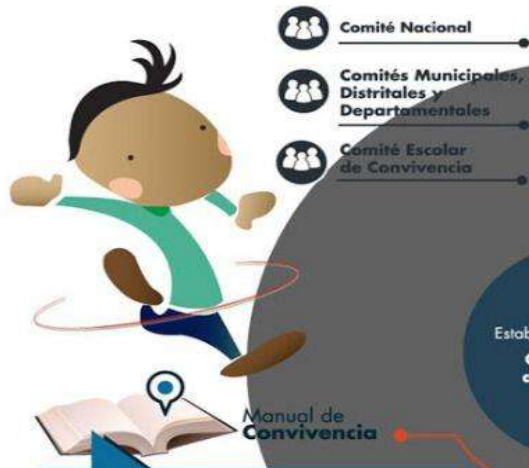 Comité Nacional
Comités Municipales,
Distritales y
Departamentales
Comité Escolar
de Convivencia
Manual de
Convivencia